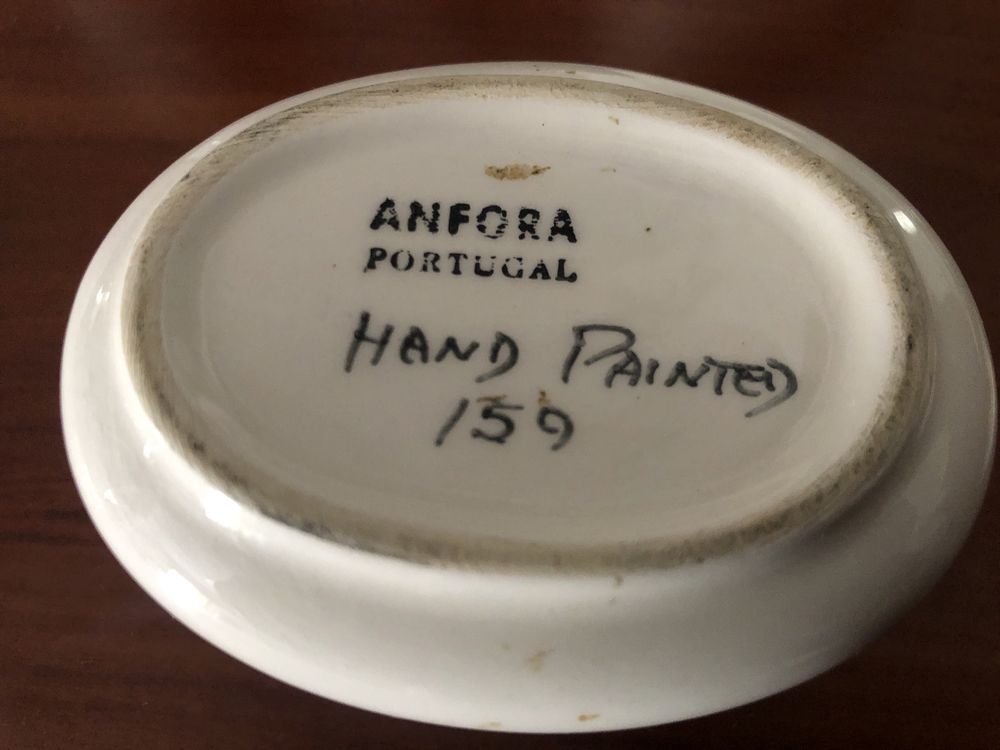 ANFORA
PORTUGAL
HAND PAINTED
159